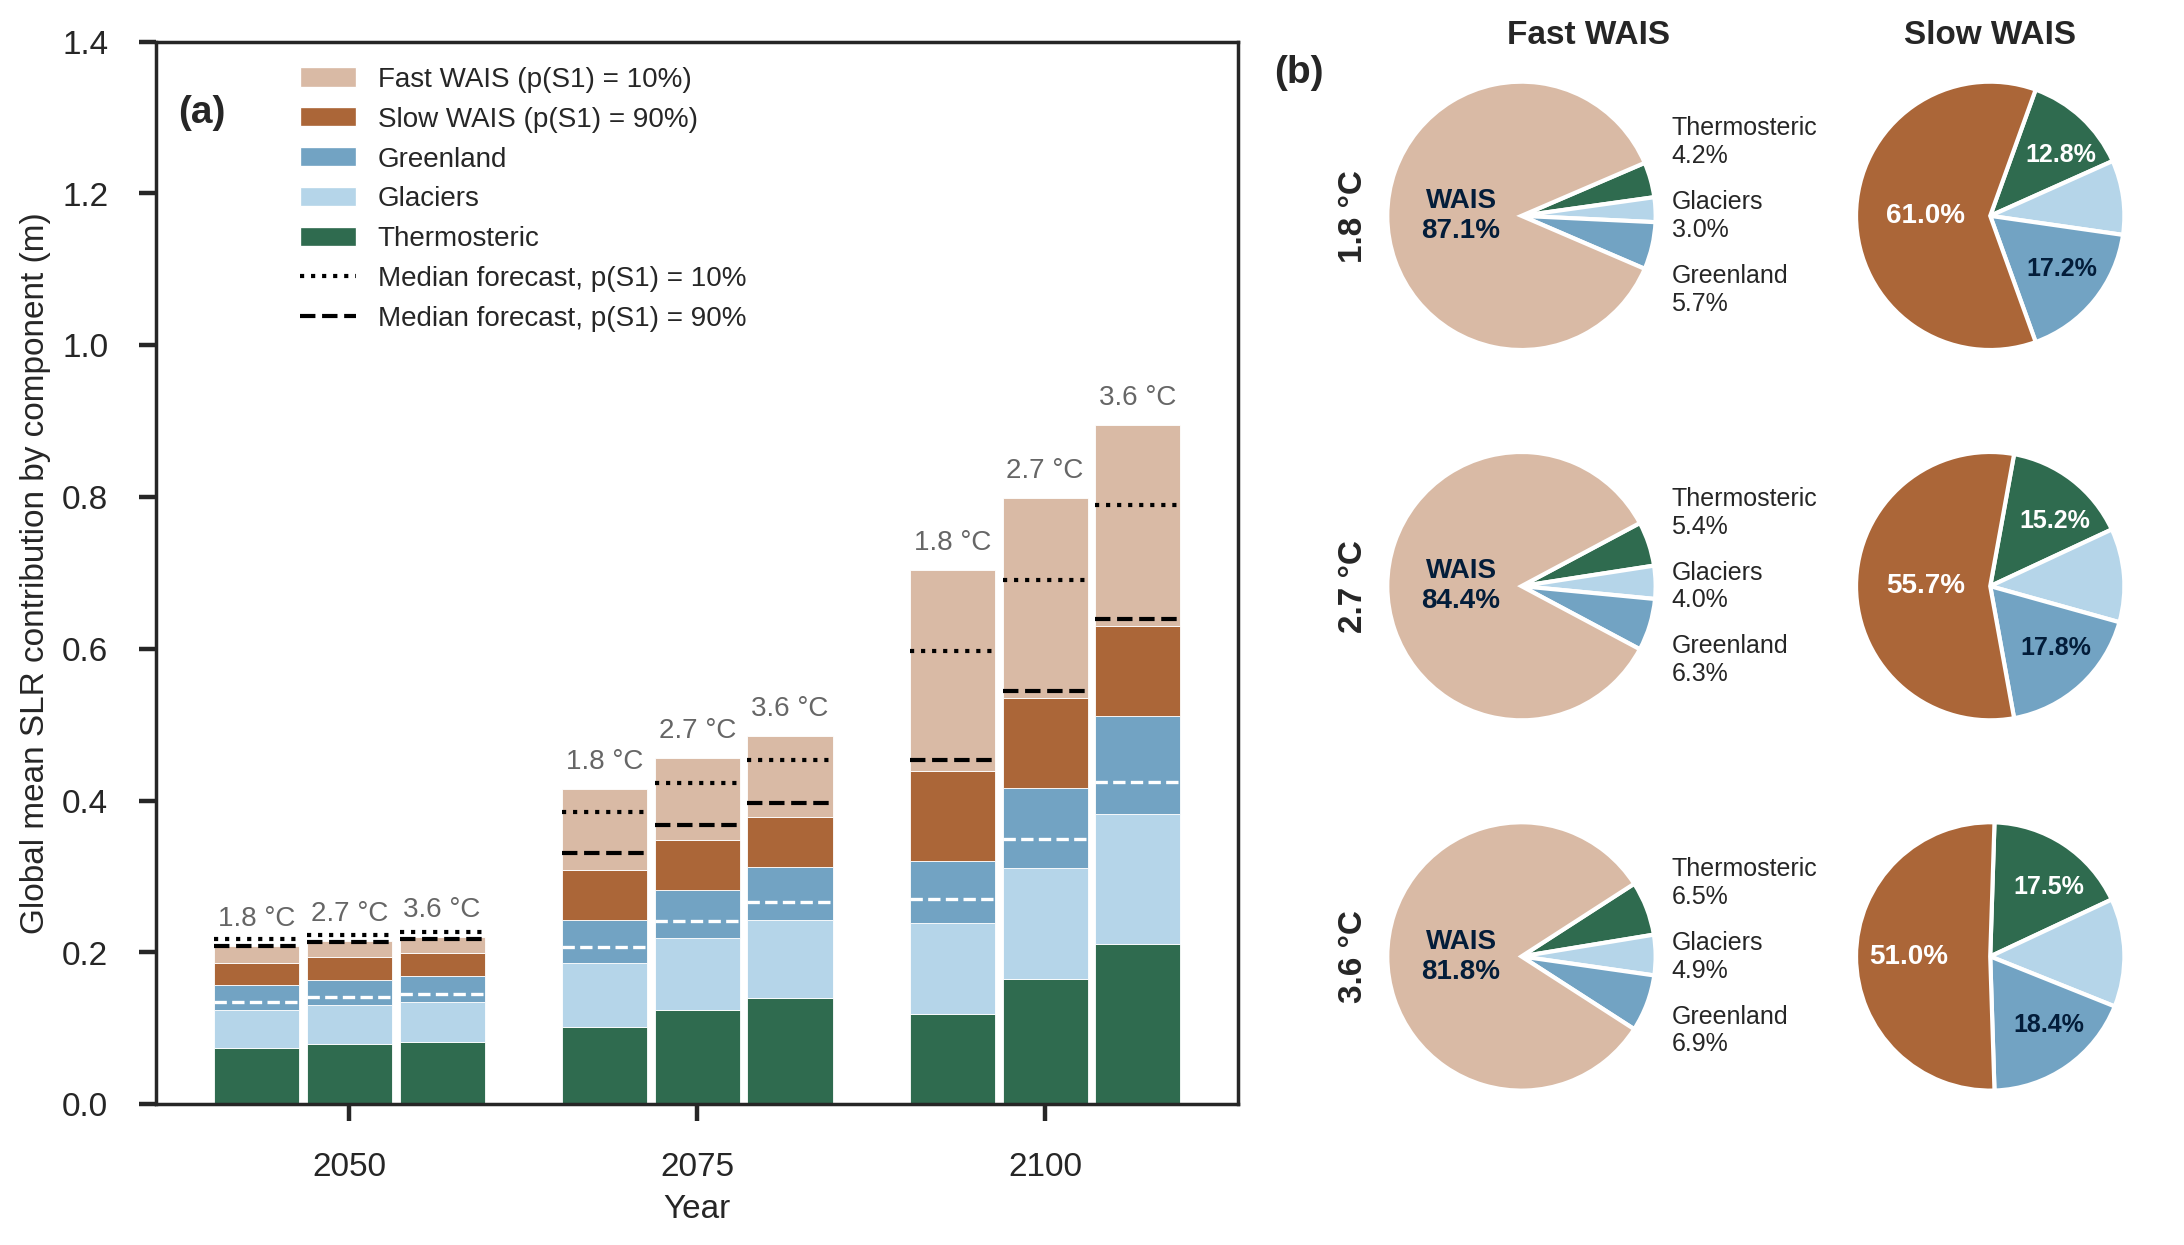 (a)
Fast WAIS (p(S1) = 10%)
Slow WAIS (p(S1) = 90%)
Greenland
Glaciers
Thermosteric
Median forecast, p(S1) = 10%
Median forecast, p(S1) = 90%
Global mean SLR contribution by component (m)
1.4
1.2
1.0
0.8
0.6
0.4
0.2
0.0
1.8 °C
2.7 °C
3.6 °C
1.8 °C
2.7 °C
3.6 °C
1.8 °C
2.7 °C
3.6 °C
2050
2075
2100
Year
(b)
Fast WAIS
Slow WAIS
1.8 °C
WAIS
87.1%
Thermosteric
4.2%
Glaciers
3.0%
Greenland
5.7%
61.0%
12.8%
17.2%
2.7 °C
WAIS
84.4%
Thermosteric
5.4%
Glaciers
4.0%
Greenland
6.3%
55.7%
15.2%
17.8%
3.6 °C
WAIS
81.8%
Thermosteric
6.5%
Glaciers
4.9%
Greenland
6.9%
51.0%
17.5%
18.4%